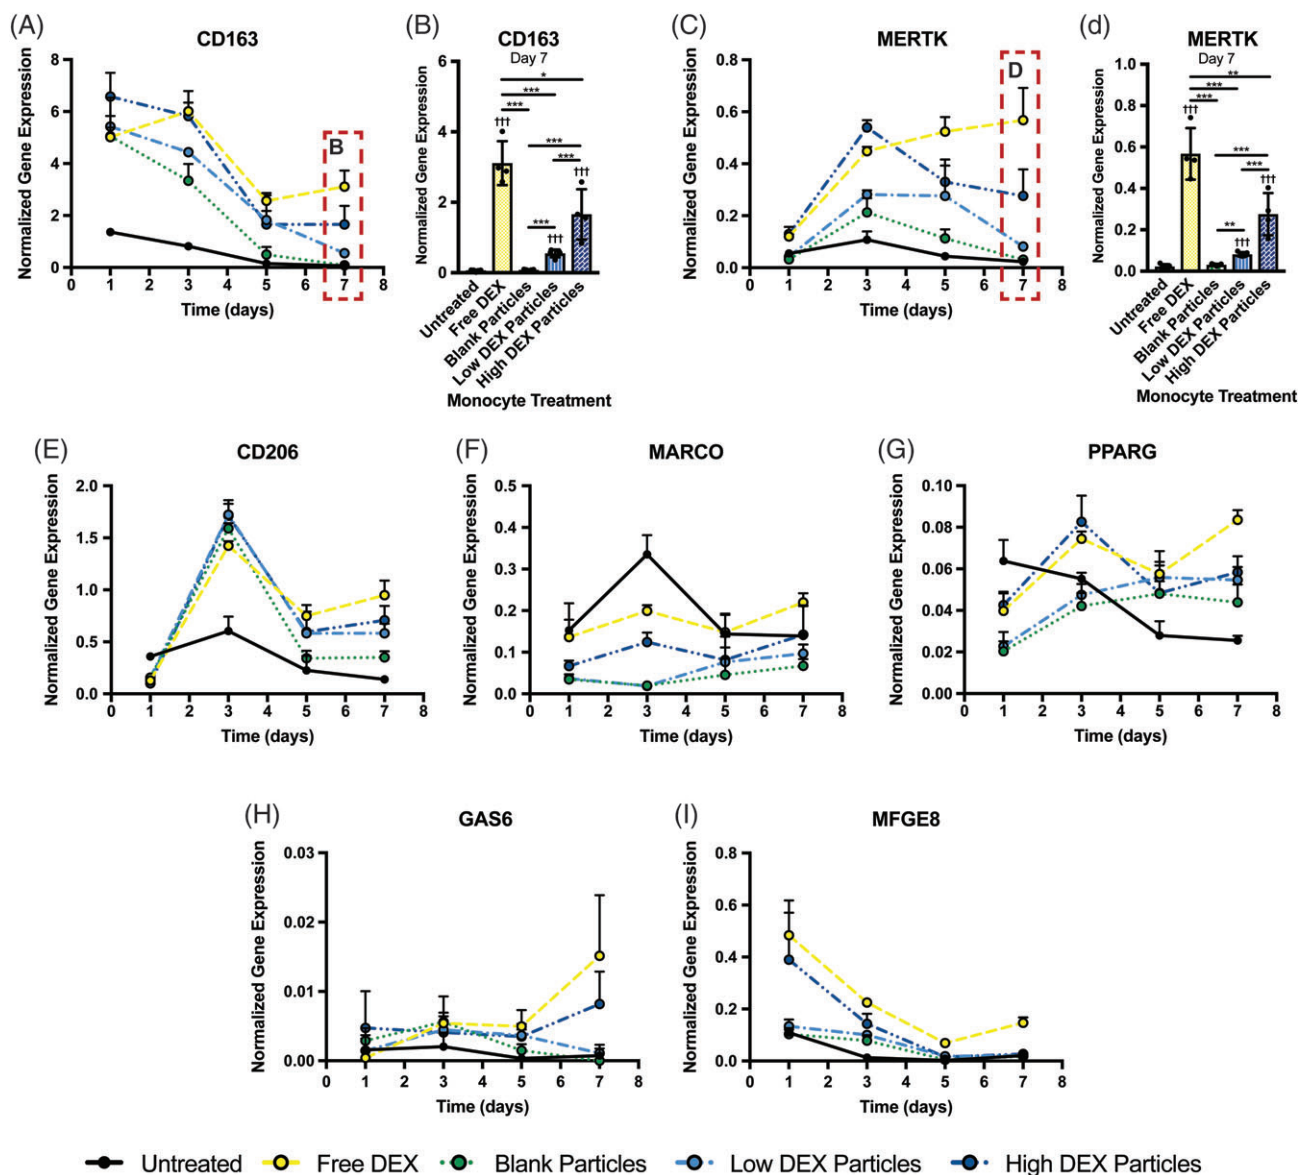 (A)
CD163
Normalized Gene Expression
8
6
4
2
0
B
0 1 2 3 4 5 6 7 8
Time (days)
(B)
CD163
Day 7
Normalized Gene Expression
6
4
2
0
*
***
***
***
***
***
†††
†††
†††
Untreated
Free DEX
Blank Particles
Low DEX Particles
High DEX Particles
Monocyte Treatment
(C)
MERTK
Normalized Gene Expression
0.8
0.6
0.4
0.2
0.0
D
0 1 2 3 4 5 6 7 8
Time (days)
(d)
MERTK
Day 7
Normalized Gene Expression
1.0
0.8
0.6
0.4
0.2
0.0
**
***
***
***
***
**
†††
†††
†††
Untreated
Free DEX
Blank Particles
Low DEX Particles
High DEX Particles
Monocyte Treatment
(E)
CD206
Normalized Gene Expression
2.0
1.5
1.0
0.5
0.0
0 1 2 3 4 5 6 7 8
Time (days)
(F)
MARCO
Normalized Gene Expression
0.5
0.4
0.3
0.2
0.1
0.0
0 1 2 3 4 5 6 7 8
Time (days)
(G)
PPARG
Normalized Gene Expression
0.10
0.08
0.06
0.04
0.02
0.00
0 1 2 3 4 5 6 7 8
Time (days)
(H)
GAS6
Normalized Gene Expression
0.03
0.02
0.01
0.00
0 1 2 3 4 5 6 7 8
Time (days)
(I)
MFGE8
Normalized Gene Expression
0.8
0.6
0.4
0.2
0.0
0 1 2 3 4 5 6 7 8
Time (days)
Untreated Free DEX Blank Particles Low DEX Particles High DEX Particles